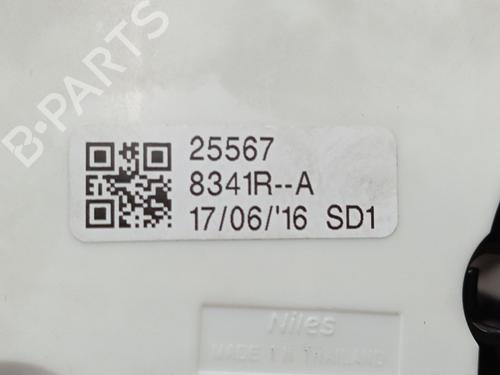 B-PARTS
25567
8341R--A
17/06/'16 SD1
Niles
MADE IN THAILAND